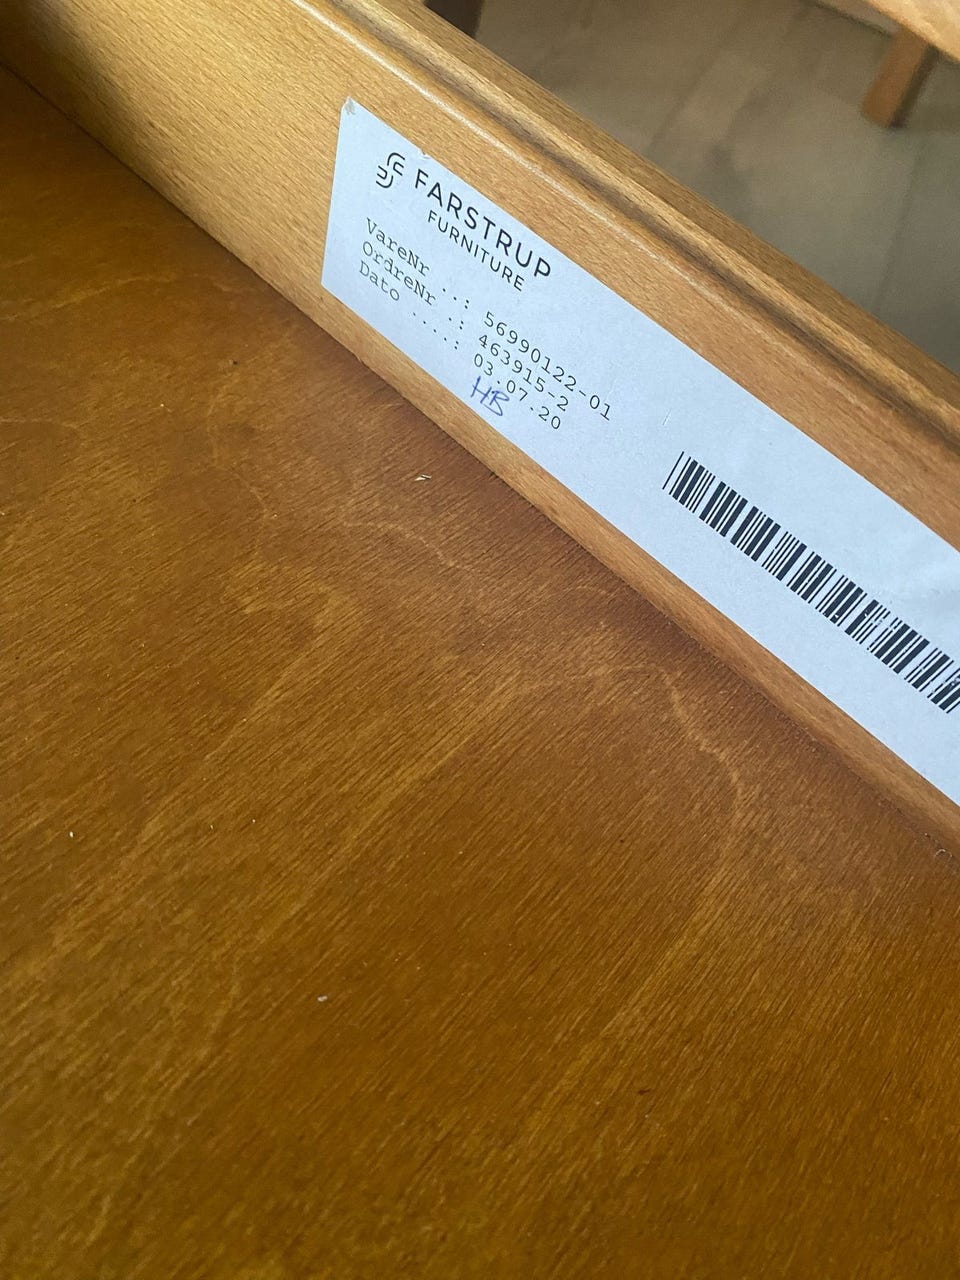 FARSTRUP
FURNITURE
VareNr ..: 56990122-01
OrdreNr .: 463915-2
Dato ....: 03.07.20
HB